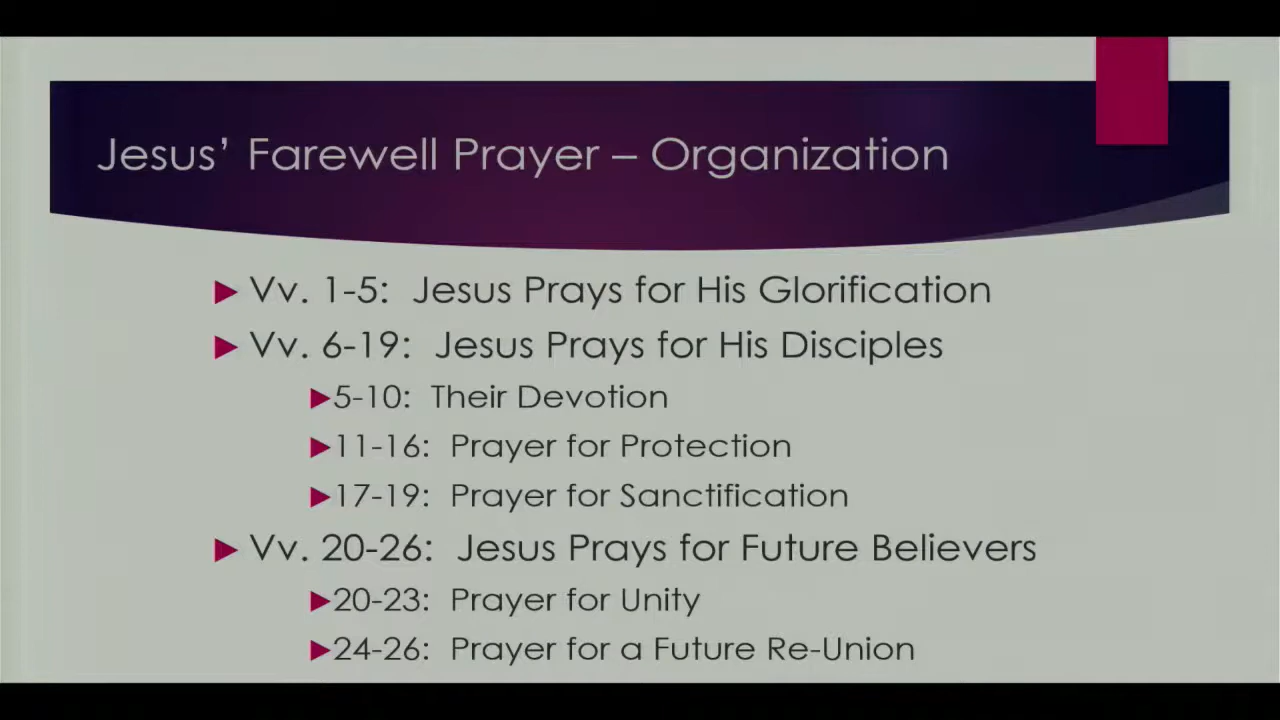 Jesus’ Farewell Prayer – Organization
Vv. 1-5: Jesus Prays for His Glorification
Vv. 6-19: Jesus Prays for His Disciples
5-10: Their Devotion
11-16: Prayer for Protection
17-19: Prayer for Sanctification
Vv. 20-26: Jesus Prays for Future Believers
20-23: Prayer for Unity
24-26: Prayer for a Future Re-Union